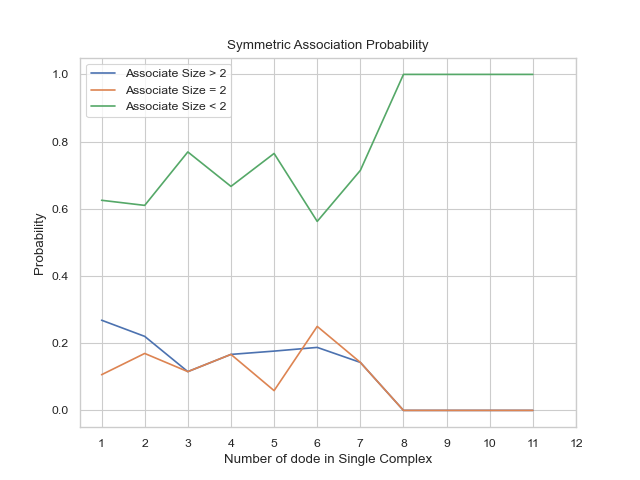 Symmetric Association Probability
Associate Size > 2
Associate Size = 2
Associate Size < 2
1.0
0.8
0.6
0.4
0.2
0.0
Probability
1 2 3 4 5 6 7 8 9 10 11 12
Number of dode in Single Complex